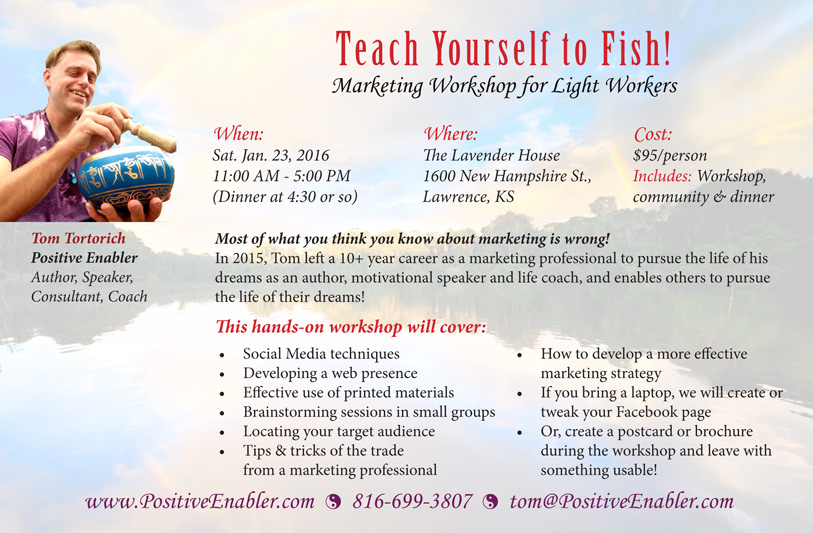 Teach Yourself to Fish!
Marketing Workshop for Light Workers
When:
Sat. Jan. 23, 2016
11:00 AM - 5:00 PM
(Dinner at 4:30 or so)
Where:
The Lavender House
1600 New Hampshire St.,
Lawrence, KS
Cost:
$95/person
Includes: Workshop,
community & dinner
Tom Tortorich
Positive Enabler
Author, Speaker,
Consultant, Coach
Most of what you think you know about marketing is wrong!
In 2015, Tom left a 10+ year career as a marketing professional to pursue the life of his
dreams as an author, motivational speaker and life coach, and enables others to pursue
the life of their dreams!
This hands-on workshop will cover:
• Social Media techniques
• Developing a web presence
• Effective use of printed materials
• Brainstorming sessions in small groups
• Locating your target audience
• Tips & tricks of the trade
from a marketing professional
• How to develop a more effective
marketing strategy
• If you bring a laptop, we will create or
tweak your Facebook page
• Or, create a postcard or brochure
during the workshop and leave with
something usable!
www.PositiveEnabler.com ☯ 816-699-3807 ☯ tom@PositiveEnabler.com